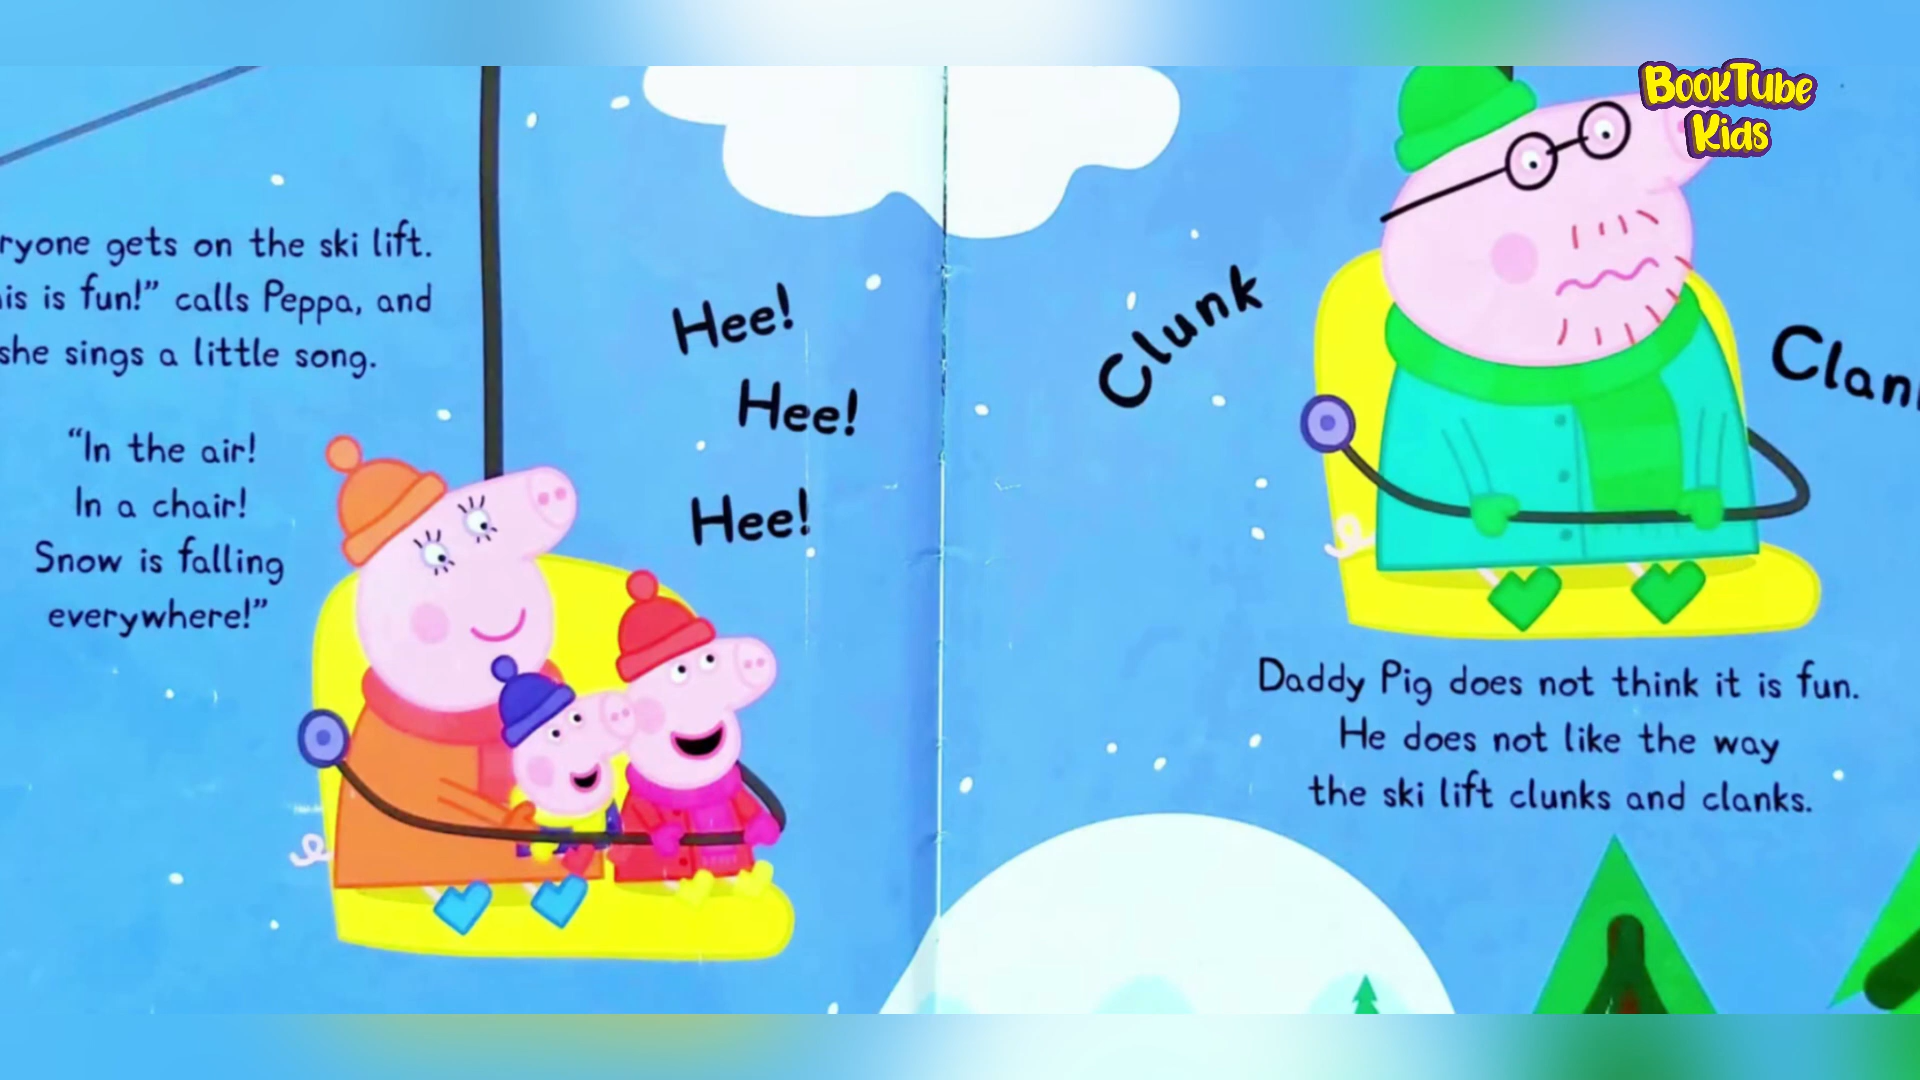 ryone gets on the ski lift.
is is fun!” calls Peppa, and
she sings a little song.
“In the air!
In a chair!
Snow is falling
everywhere!”
Hee!
Hee!
Hee!
Clunk
Clan
Daddy Pig does not think it is fun.
He does not like the way
the ski lift clunks and clanks.
BookTube
Kids